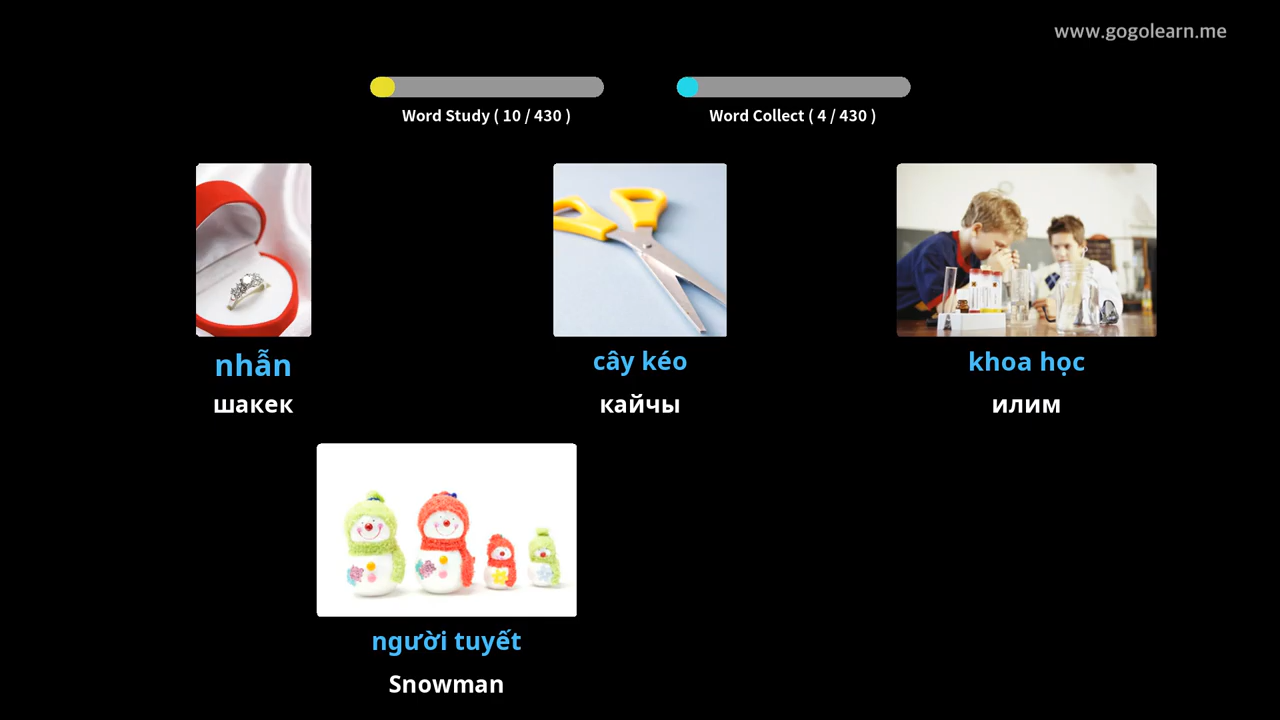 www.gogolearn.me
Word Study ( 10 / 430 )
Word Collect ( 4 / 430 )
nhẫn
шакек
cây kéo
кайчы
khoa học
илим
người tuyết
Snowman